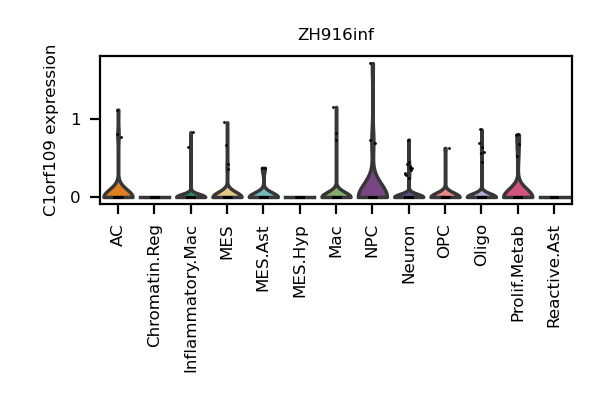 ZH916inf
C1orf109 expression
1
0
AC
Chromatin.Reg
Inflammatory.Mac
MES
MES.Ast
MES.Hyp
Mac
NPC
Neuron
OPC
Oligo
Prolif.Metab
Reactive.Ast